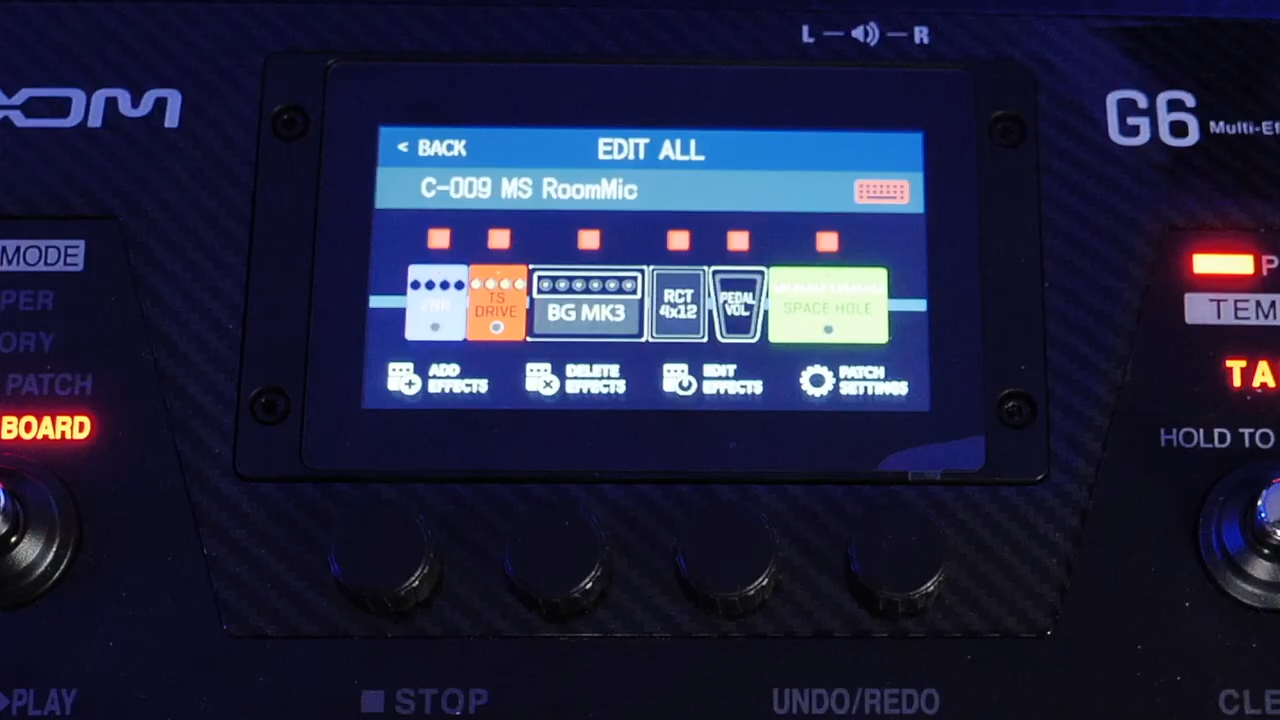 L R
ZOOM
G6 Multi-Ef
< BACK EDIT ALL
C-009 MS RoomMic
MODE
PER
ORY
PATCH
BOARD
ZNR
TS
DRIVE
BG MK3
RCT
4x12
PEDAL
VOL
SPACE HOLE
ADD
EFFECTS
DELETE
EFFECTS
EDIT
EFFECTS
PATCH
SETTINGS
P
TEM
TA
HOLD TO
PLAY
STOP
UNDO/REDO
CLE